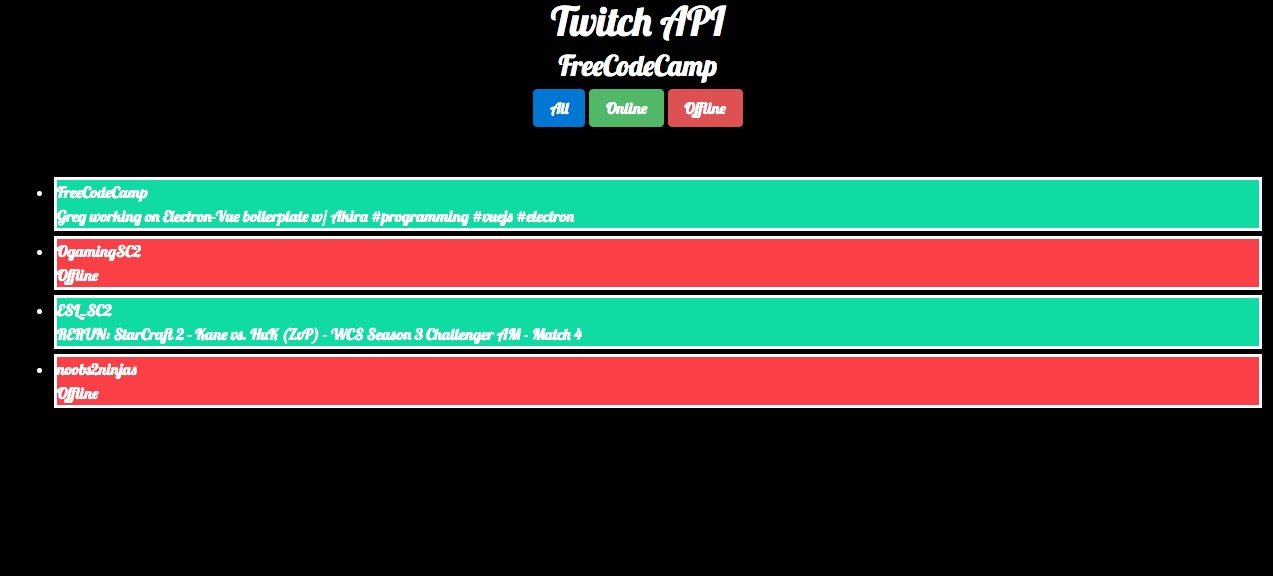 Twitch API
FreeCodeCamp
All Online Offline
FreeCodeCamp
Greg working on Electron-Vue boilerplate w/ Akira #programming #vuejs #electron
OgamingSC2
Offline
ESL_SC2
RERUN: StarCraft 2 - Kane vs. HuK (ZvP) - WCS Season 3 Challenger AM - Match 4
noobs2ninjas
Offline